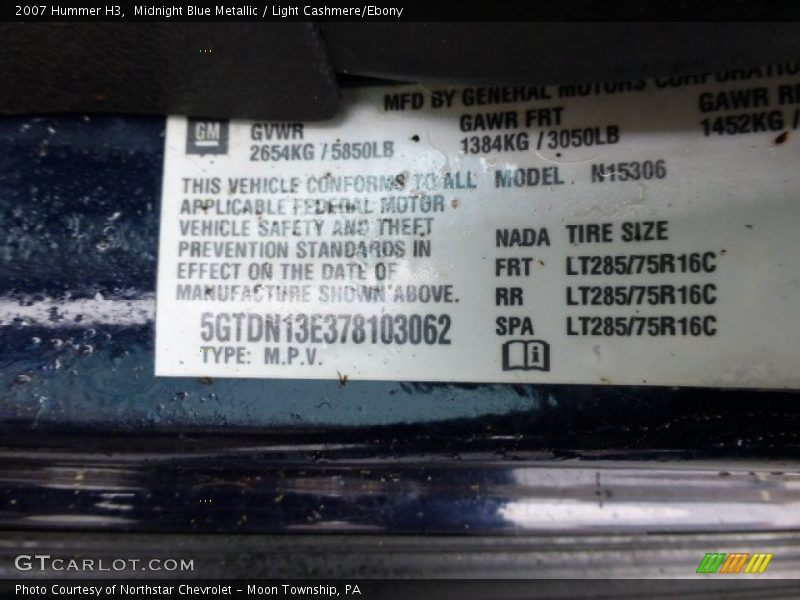 2007 Hummer H3,  Midnight Blue Metallic / Light Cashmere/Ebony
MFD BY GENERAL MOTORS CORPORATION
GM
GVWR
2654KG / 5850LB
GAWR FRT
1384KG / 3050LB
GAWR
1452KG /
THIS VEHICLE CONFORMS TO ALL
APPLICABLE FEDERAL MOTOR
VEHICLE SAFETY AND THEFT
PREVENTION STANDARDS IN
EFFECT ON THE DATE OF
MANUFACTURE SHOWN ABOVE.
5GTDN13E378103062
TYPE: M.P.V.
MODEL N15306
NADA TIRE SIZE
FRT LT285/75R16C
RR LT285/75R16C
SPA LT285/75R16C
GTCARLOT.COM
Photo Courtesy of Northstar Chevrolet - Moon Township, PA